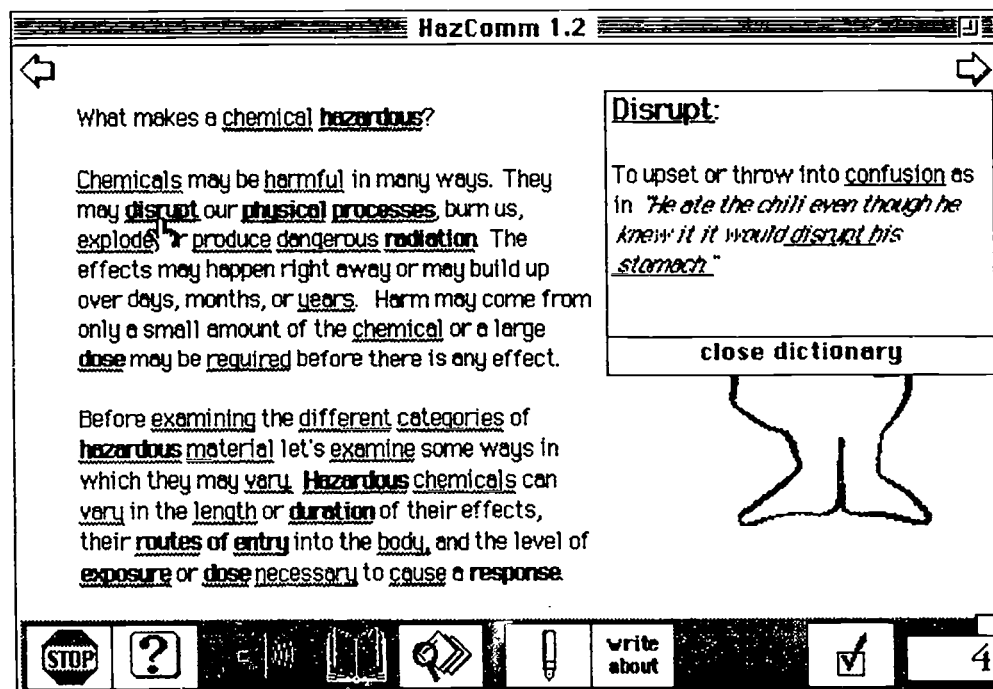 HazComm 1.2
What makes a chemical hazardous?
Chemicals may be harmful in many ways. They
may disrupt our physical processes, burn us,
explode, or produce dangerous radiation. The
effects may happen right away or may build up
over days, months, or years. Harm may come from
only a small amount of the chemical or a large
dose may be required before there is any effect.
Before examining the different categories of
hazardous material let's examine some ways in
which they may vary. Hazardous chemicals can
vary in the length or duration of their effects,
their routes of entry into the body, and the level of
exposure or dose necessary to cause a response.
Disrupt:
To upset or throw into confusion as
in "He ate the chili even though he
knew it it would disrupt his
stomach."
close dictionary
STOP
?
write
about
4